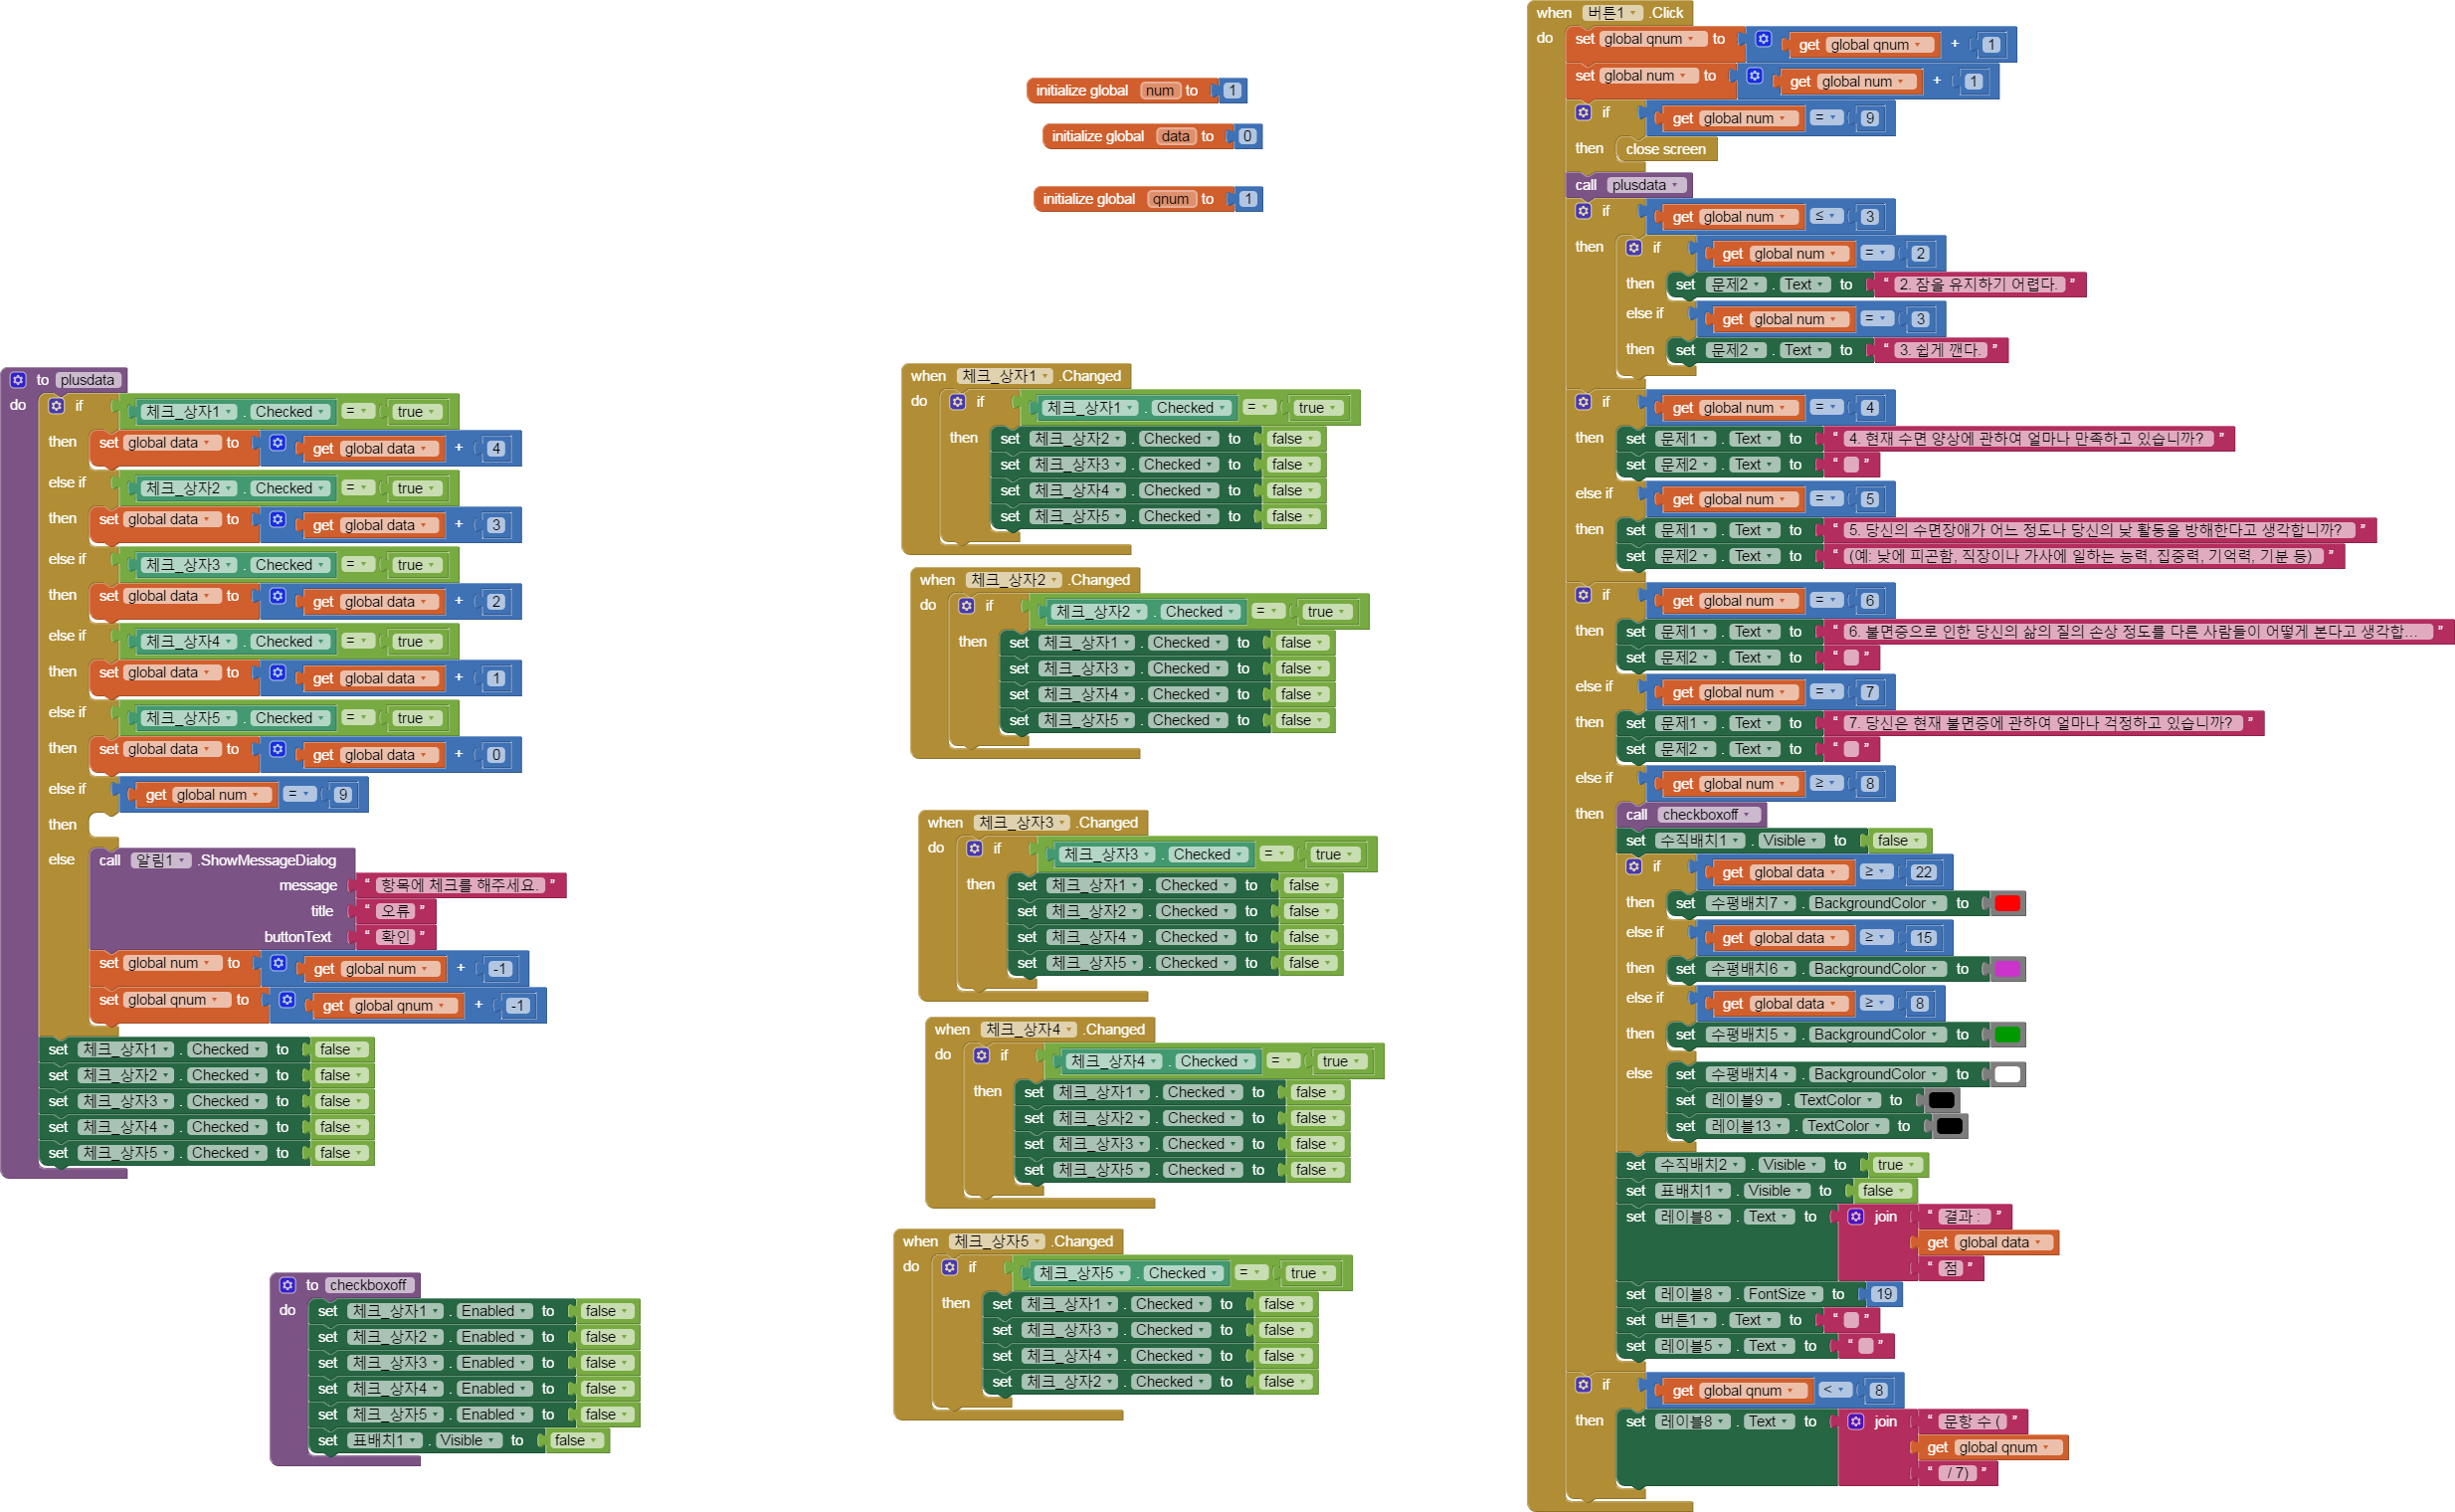 initialize global num to 1
initialize global data to 0
initialize global qnum to 1
to plusdata
do if 체크_상자1 . Checked = true
then set global data to get global data + 4
else if 체크_상자2 . Checked = true
then set global data to get global data + 3
else if 체크_상자3 . Checked = true
then set global data to get global data + 2
else if 체크_상자4 . Checked = true
then set global data to get global data + 1
else if 체크_상자5 . Checked = true
then set global data to get global data + 0
else if get global num = 9
then
else call 알림1 .ShowMessageDialog
message " 항목에 체크를 해주세요. "
title " 오류 "
buttonText " 확인 "
set global num to get global num + -1
set global qnum to get global qnum + -1
set 체크_상자1 . Checked to false
set 체크_상자2 . Checked to false
set 체크_상자3 . Checked to false
set 체크_상자4 . Checked to false
set 체크_상자5 . Checked to false
to checkboxoff
do set 체크_상자1 . Enabled to false
set 체크_상자2 . Enabled to false
set 체크_상자3 . Enabled to false
set 체크_상자4 . Enabled to false
set 체크_상자5 . Enabled to false
set 표배치1 . Visible to false
when 체크_상자1 .Changed
do if 체크_상자1 . Checked = true
then set 체크_상자2 . Checked to false
set 체크_상자3 . Checked to false
set 체크_상자4 . Checked to false
set 체크_상자5 . Checked to false
when 체크_상자2 .Changed
do if 체크_상자2 . Checked = true
then set 체크_상자1 . Checked to false
set 체크_상자3 . Checked to false
set 체크_상자4 . Checked to false
set 체크_상자5 . Checked to false
when 체크_상자3 .Changed
do if 체크_상자3 . Checked = true
then set 체크_상자1 . Checked to false
set 체크_상자2 . Checked to false
set 체크_상자4 . Checked to false
set 체크_상자5 . Checked to false
when 체크_상자4 .Changed
do if 체크_상자4 . Checked = true
then set 체크_상자1 . Checked to false
set 체크_상자2 . Checked to false
set 체크_상자3 . Checked to false
set 체크_상자5 . Checked to false
when 체크_상자5 .Changed
do if 체크_상자5 . Checked = true
then set 체크_상자1 . Checked to false
set 체크_상자3 . Checked to false
set 체크_상자4 . Checked to false
set 체크_상자2 . Checked to false
when 버튼1 .Click
do set global qnum to get global qnum + 1
set global num to get global num + 1
if get global num = 9
then close screen
call plusdata
if get global num ≤ 3
then if get global num = 2
then set 문제2 . Text to " 2. 잠을 유지하기 어렵다. "
else if get global num = 3
then set 문제2 . Text to " 3. 쉽게 깬다. "
if get global num = 4
then set 문제1 . Text to " 4. 현재 수면 양상에 관하여 얼마나 만족하고 있습니까? "
set 문제2 . Text to " "
else if get global num = 5
then set 문제1 . Text to " 5. 당신의 수면장애가 어느 정도나 당신의 낮 활동을 방해한다고 생각합니까? "
set 문제2 . Text to " (예: 낮에 피곤함, 직장이나 가사에 일하는 능력, 집중력, 기억력, 기분 등) "
if get global num = 6
then set 문제1 . Text to " 6. 불면증으로 인한 당신의 삶의 질의 손상 정도를 다른 사람들이 어떻게 본다고 생각합... "
set 문제2 . Text to " "
else if get global num = 7
then set 문제1 . Text to " 7. 당신은 현재 불면증에 관하여 얼마나 걱정하고 있습니까? "
set 문제2 . Text to " "
else if get global num ≥ 8
then call checkboxoff
set 수직배치1 . Visible to false
if get global data ≥ 22
then set 수평배치7 . BackgroundColor to
else if get global data ≥ 15
then set 수평배치6 . BackgroundColor to
else if get global data ≥ 8
then set 수평배치5 . BackgroundColor to
else set 수평배치4 . BackgroundColor to
set 레이블9 . TextColor to
set 레이블13 . TextColor to
set 수직배치2 . Visible to true
set 표배치1 . Visible to false
set 레이블8 . Text to join " 결과 : "
get global data
" 점 "
set 레이블8 . FontSize to 19
set 버튼1 . Text to " "
set 레이블5 . Text to " "
if get global qnum < 8
then set 레이블8 . Text to join " 문항 수 ( "
get global qnum
" / 7) "